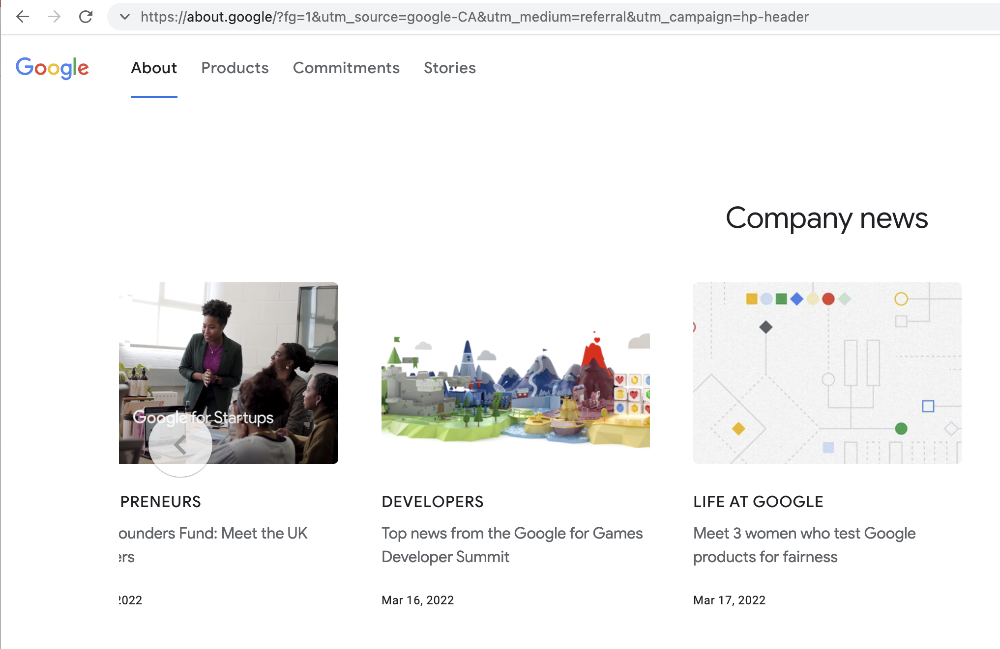 https://about.google/?fg=1&utm_source=google-CA&utm_medium=referral&utm_campaign=hp-header
Google
About
Products
Commitments
Stories
Company news
Google for Startups
PRENEURS
ounders Fund: Meet the UK
ers
2022
DEVELOPERS
Top news from the Google for Games
Developer Summit
Mar 16, 2022
LIFE AT GOOGLE
Meet 3 women who test Google
products for fairness
Mar 17, 2022